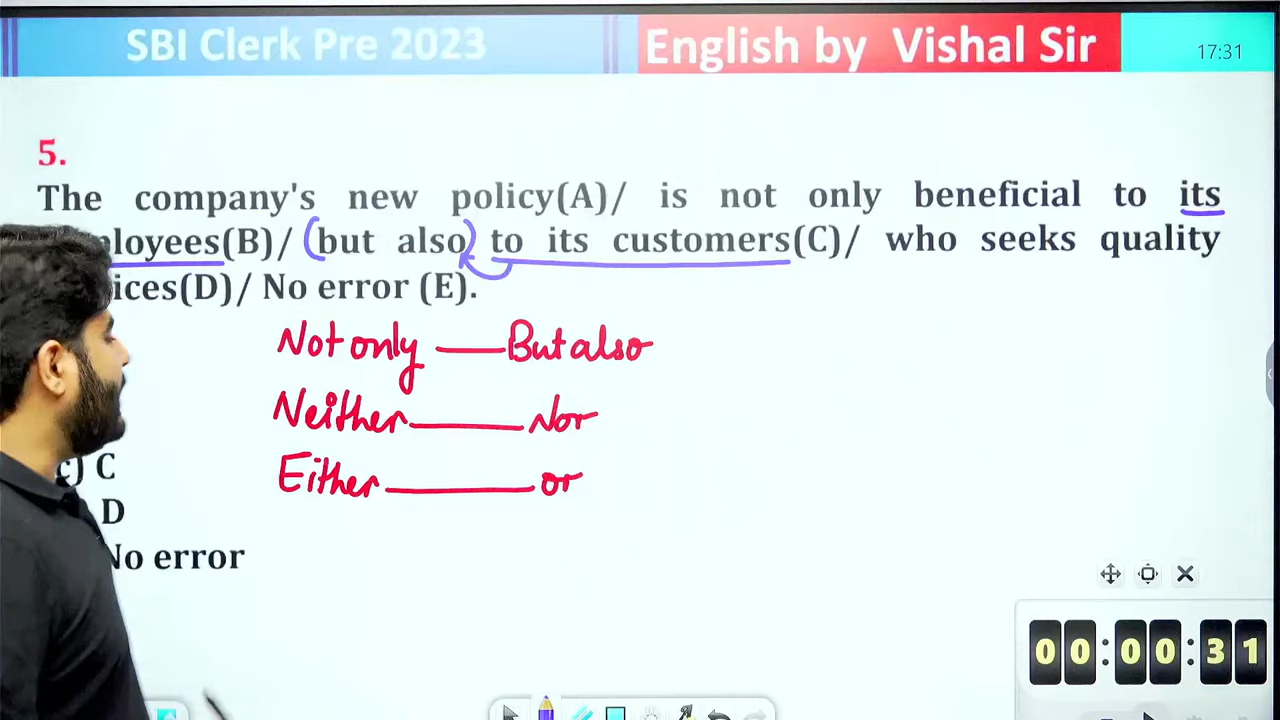 SBI Clerk Pre 2023 English by Vishal Sir 17:31
5.
The company's new policy(A)/ is not only beneficial to its
ployees(B)/ (but also) to its customers(C)/ who seeks quality
ices(D)/ No error (E).
Not only But also
Neither Nor
Either or
c) C
D
No error
00:00:31